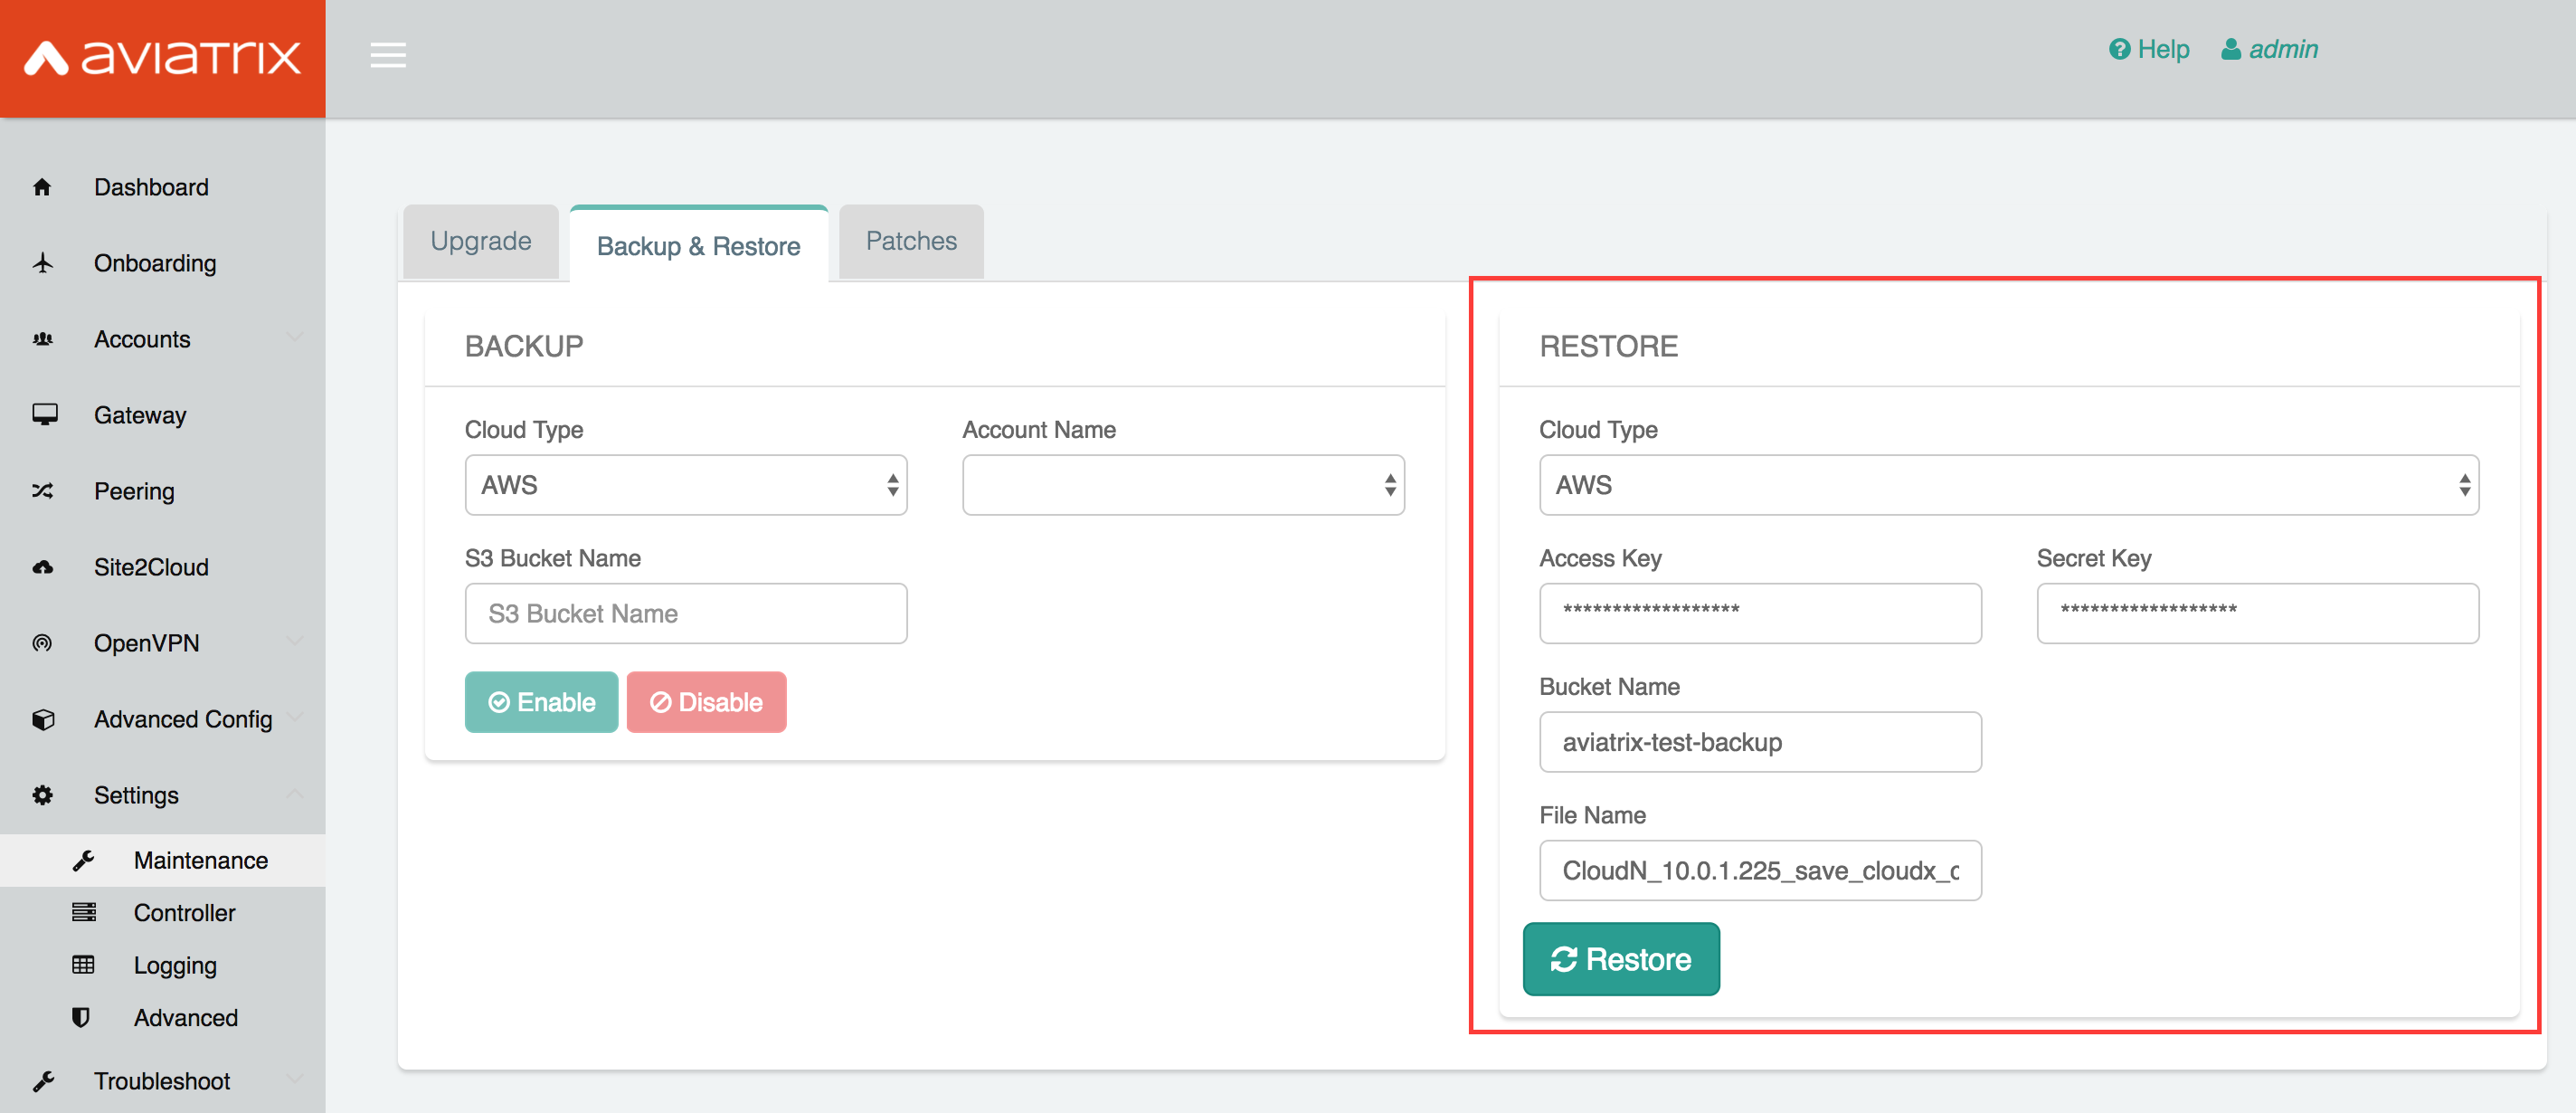 aviatrix
Help admin
Dashboard
Onboarding
Accounts
Gateway
Peering
Site2Cloud
OpenVPN
Advanced Config
Settings
Maintenance
Controller
Logging
Advanced
Troubleshoot
Upgrade Backup & Restore Patches
BACKUP
Cloud Type Account Name
AWS
S3 Bucket Name
S3 Bucket Name
Enable Disable
RESTORE
Cloud Type
AWS
Access Key Secret Key
****************** ******************
Bucket Name
aviatrix-test-backup
File Name
CloudN_10.0.1.225_save_cloudx_c
Restore